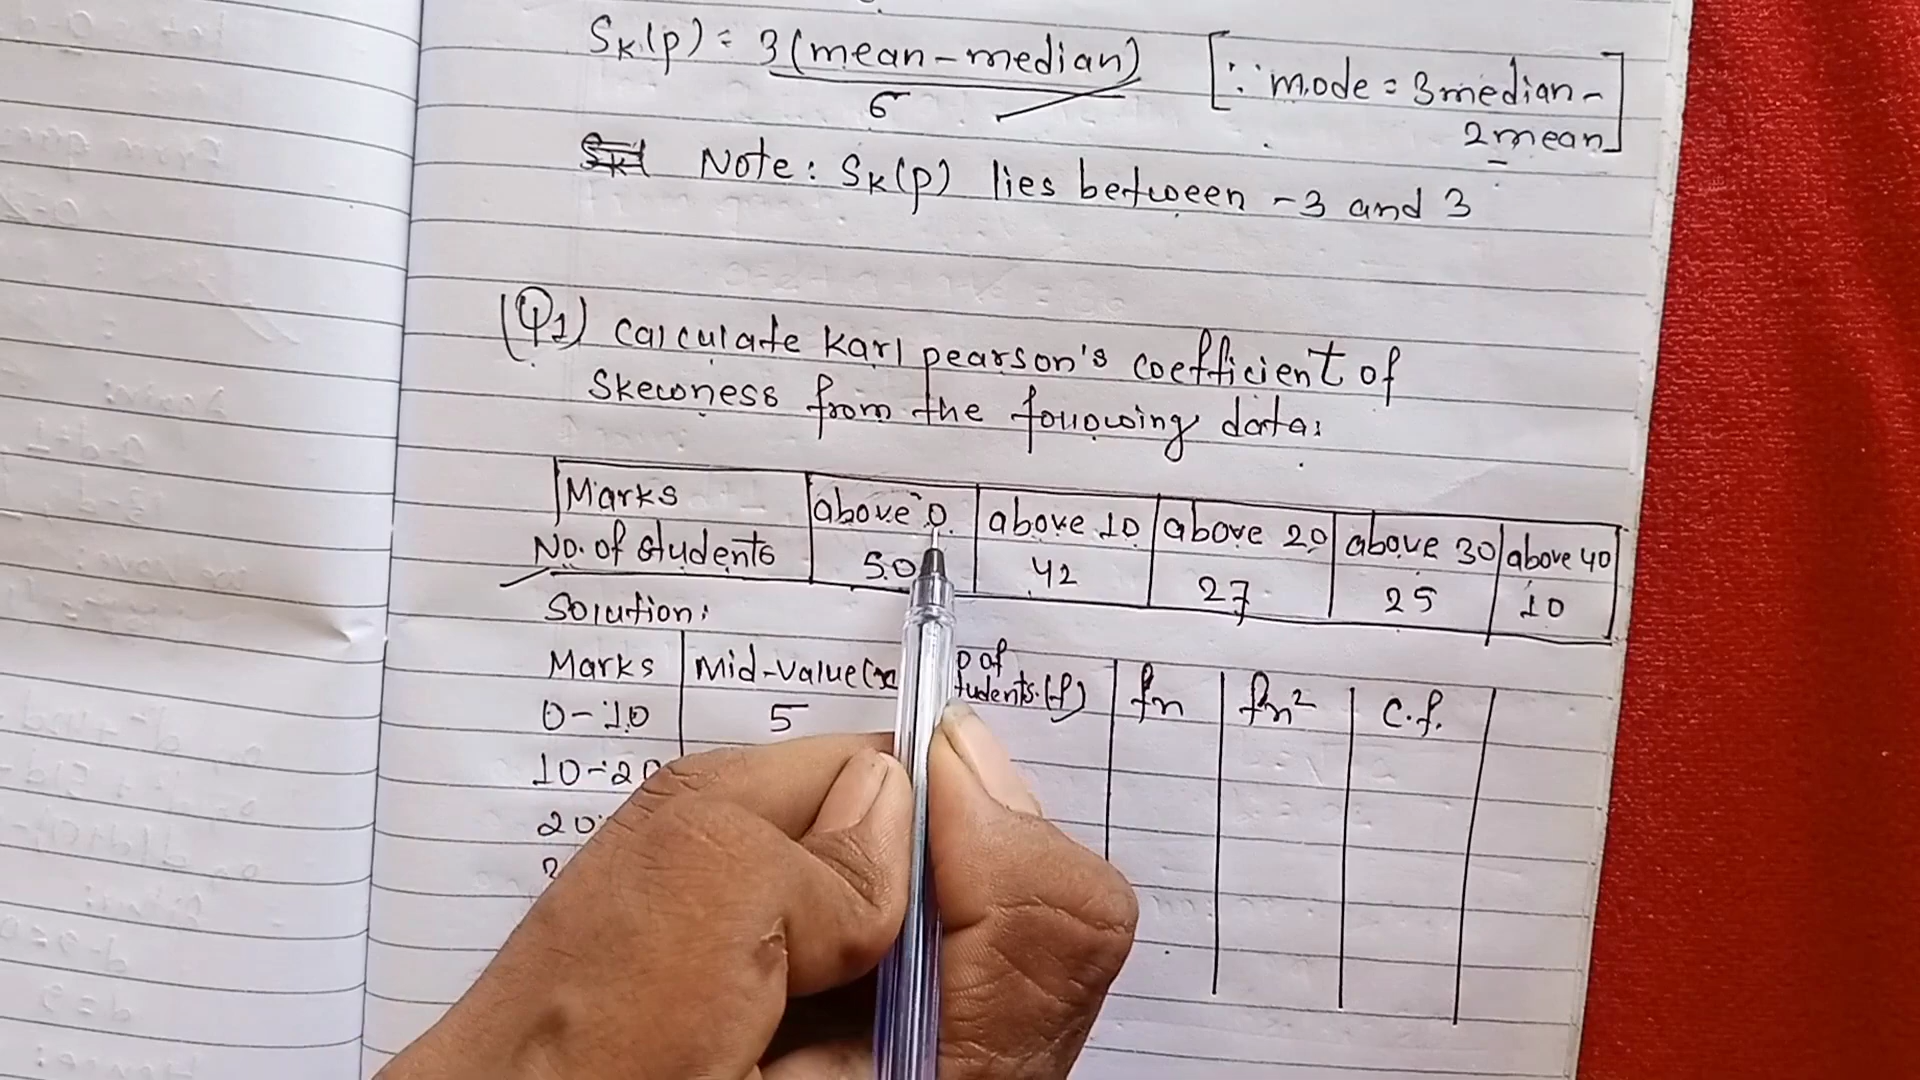 Sk(p) = 3(mean-median) [∵ mode = 3median-
σ 2mean]
Note: Sk(p) lies between -3 and 3
(Q1) Calculate Karl pearson's coefficient of
Skewness from the following data:
Marks above 0 above 10 above 20 above 30 above 40
No. of students 50 42 27 25 10
Solution:
Marks Mid-value(x fx fx² c.f.
0-10 5
10-20
20